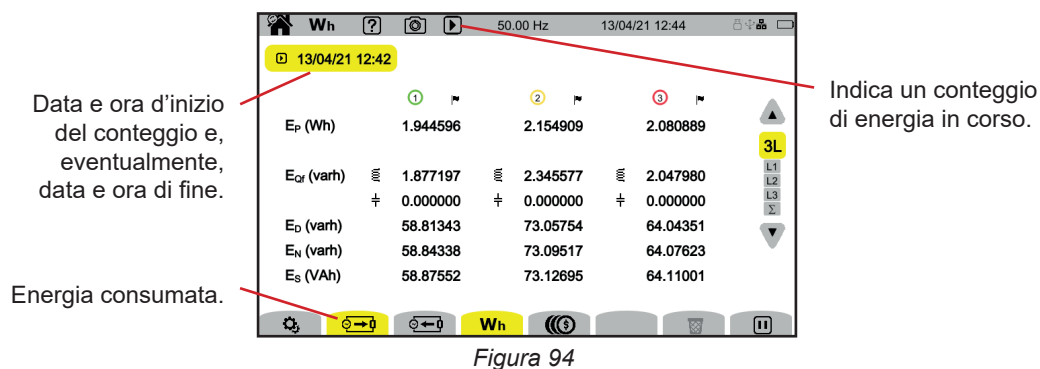 Wh ? 50.00 Hz 13/04/21 12:44
13/04/21 12:42
Data e ora d’inizio
del conteggio e,
eventualmente,
data e ora di fine.
Indica un conteggio
di energia in corso.
1 2 3
EP (Wh) 1.944596 2.154909 2.080889
3L
L1
L2
L3
Σ
EQf (varh) 1.877197 2.345577 2.047980
0.000000 0.000000 0.000000
ED (varh) 58.81343 73.05754 64.04351
EN (varh) 58.84338 73.09517 64.07623
ES (VAh) 58.87552 73.12695 64.11001
Energia consumata.
Wh $
Figura 94